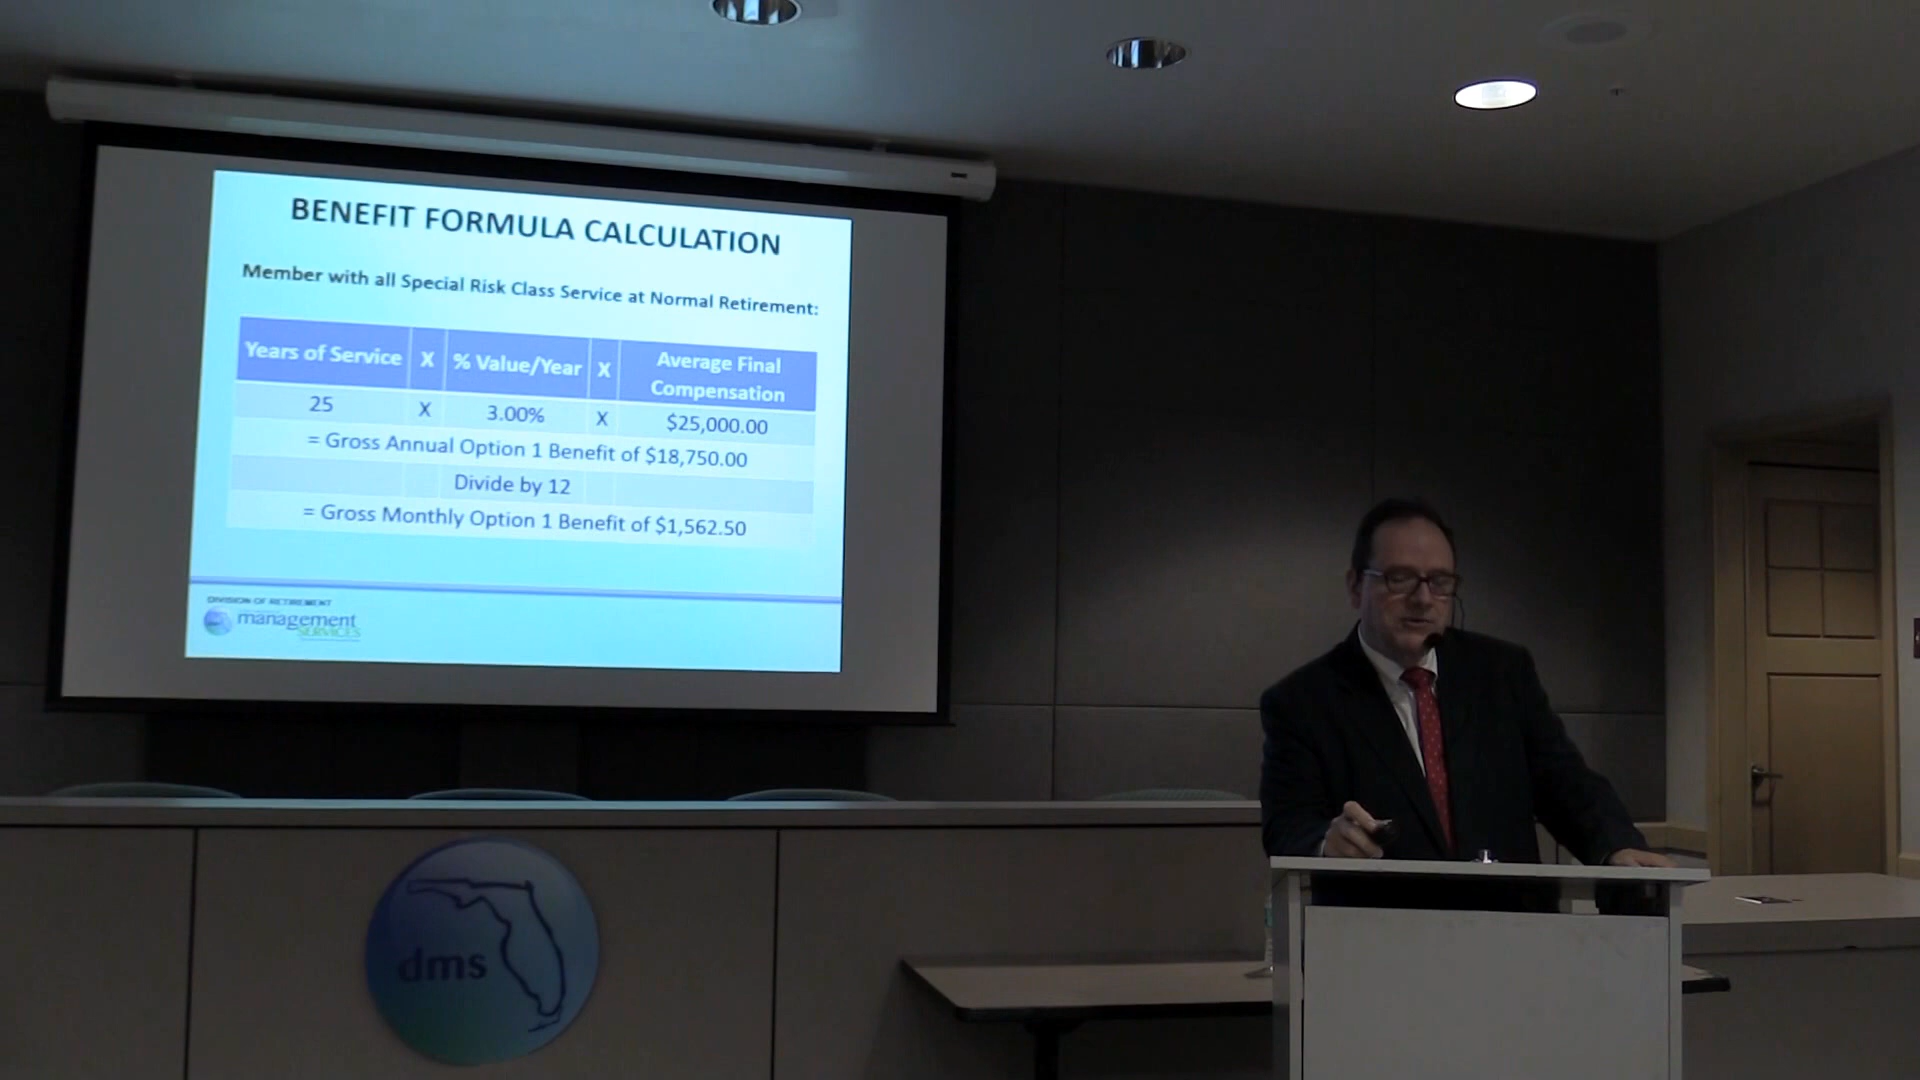 BENEFIT FORMULA CALCULATION
Member with all Special Risk Class Service at Normal Retirement:
Years of Service X % Value/Year X Average Final Compensation
25 X 3.00% X $25,000.00
= Gross Annual Option 1 Benefit of $18,750.00
Divide by 12
= Gross Monthly Option 1 Benefit of $1,562.50
DIVISION OF RETIREMENT
management
SERVICES
dms